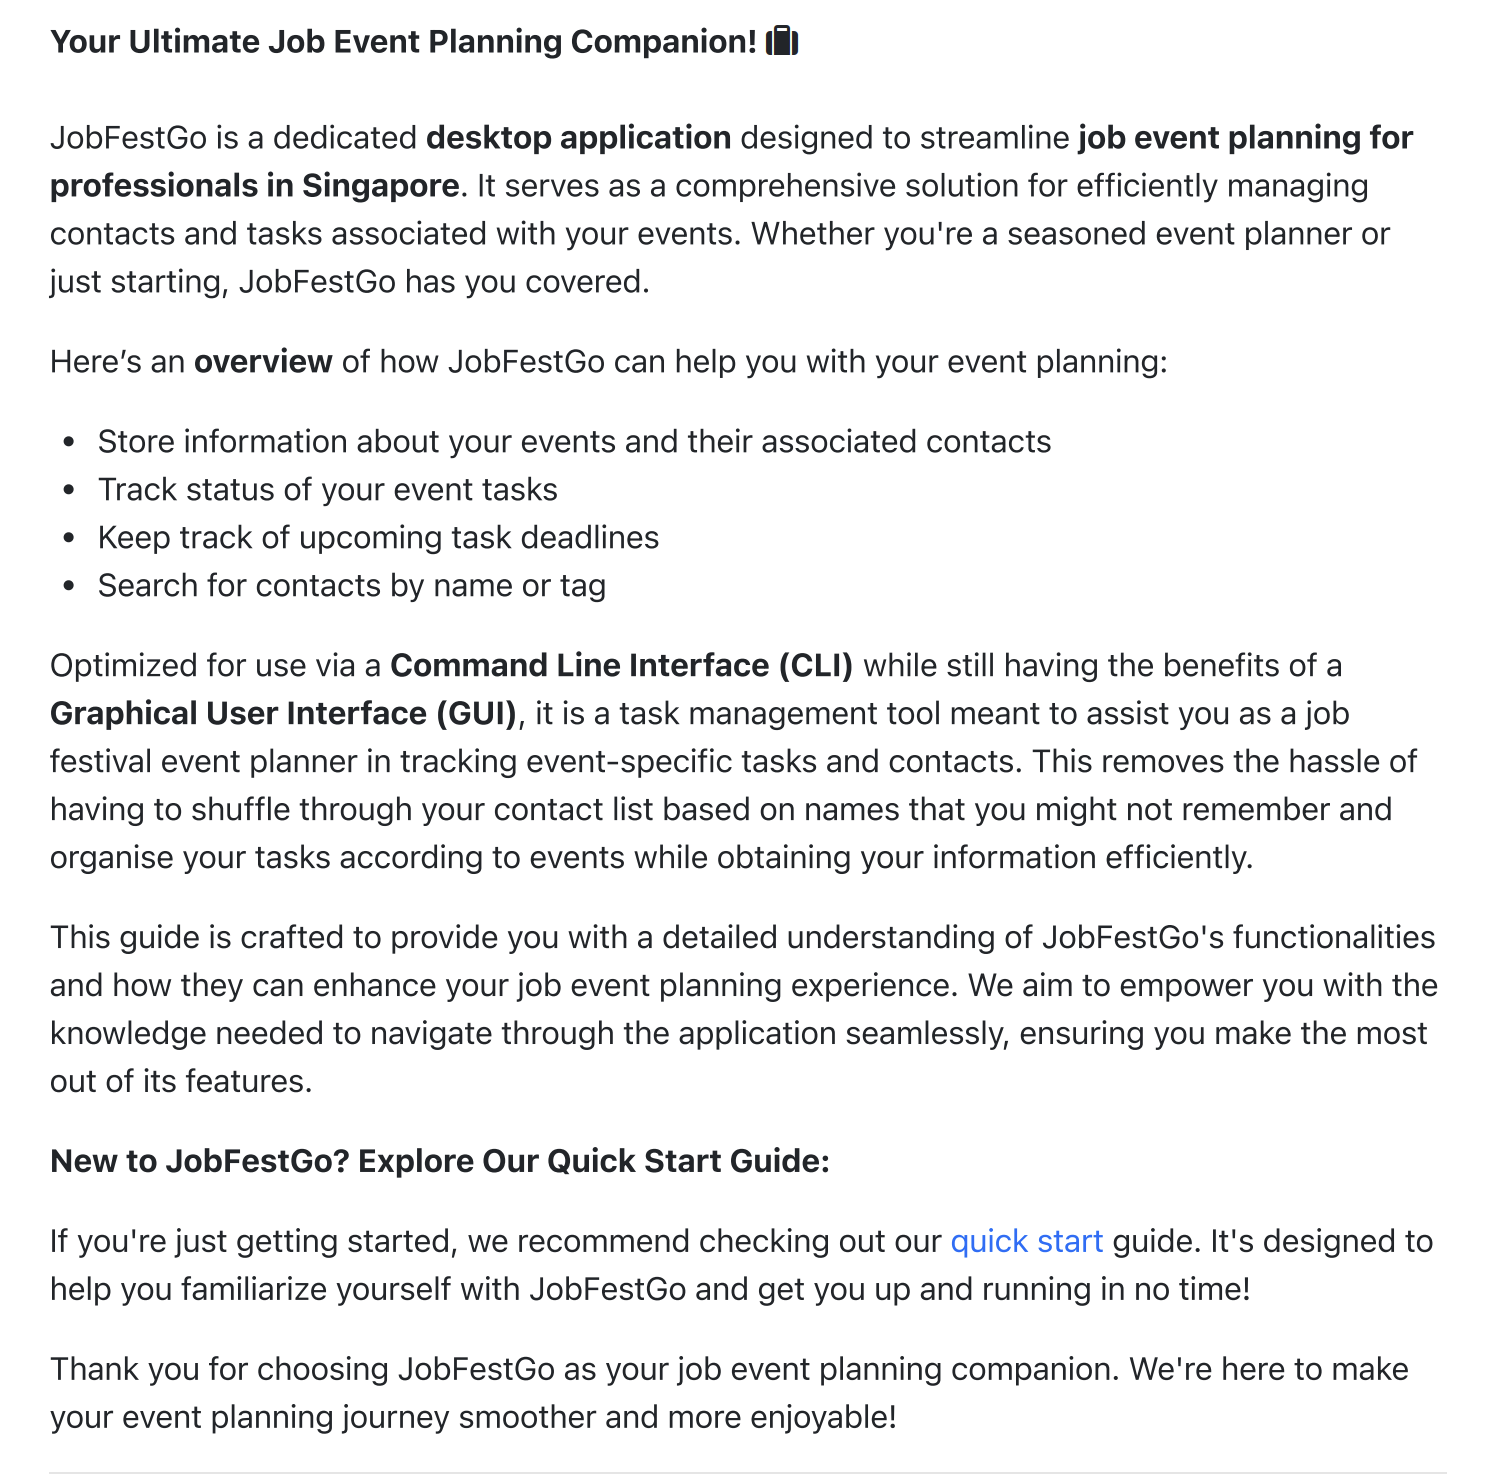 Your Ultimate Job Event Planning Companion!
JobFestGo is a dedicated desktop application designed to streamline job event planning for
professionals in Singapore. It serves as a comprehensive solution for efficiently managing
contacts and tasks associated with your events. Whether you're a seasoned event planner or
just starting, JobFestGo has you covered.
Here’s an overview of how JobFestGo can help you with your event planning:
• Store information about your events and their associated contacts
• Track status of your event tasks
• Keep track of upcoming task deadlines
• Search for contacts by name or tag
Optimized for use via a Command Line Interface (CLI) while still having the benefits of a
Graphical User Interface (GUI), it is a task management tool meant to assist you as a job
festival event planner in tracking event-specific tasks and contacts. This removes the hassle of
having to shuffle through your contact list based on names that you might not remember and
organise your tasks according to events while obtaining your information efficiently.
This guide is crafted to provide you with a detailed understanding of JobFestGo's functionalities
and how they can enhance your job event planning experience. We aim to empower you with the
knowledge needed to navigate through the application seamlessly, ensuring you make the most
out of its features.
New to JobFestGo? Explore Our Quick Start Guide:
If you're just getting started, we recommend checking out our quick start guide. It's designed to
help you familiarize yourself with JobFestGo and get you up and running in no time!
Thank you for choosing JobFestGo as your job event planning companion. We're here to make
your event planning journey smoother and more enjoyable!